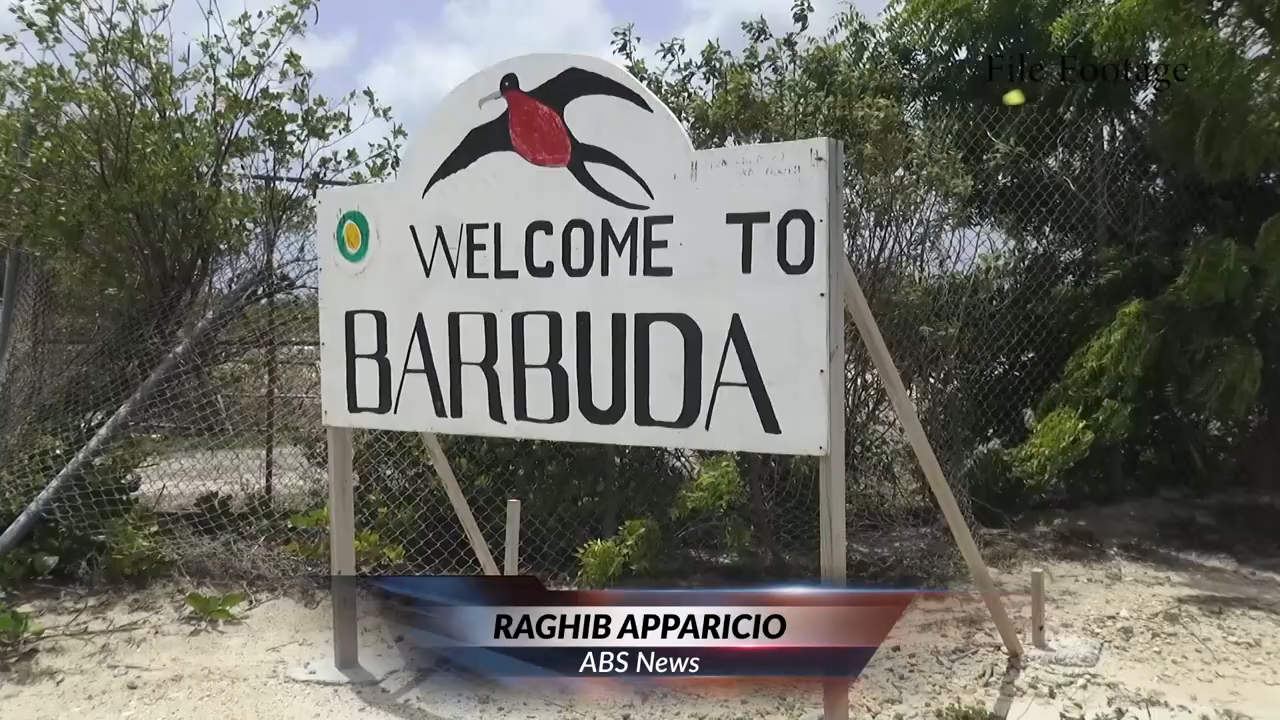 File Footage
WELCOME TO
BARBUDA
RAGHIB APPARICIO
ABS News